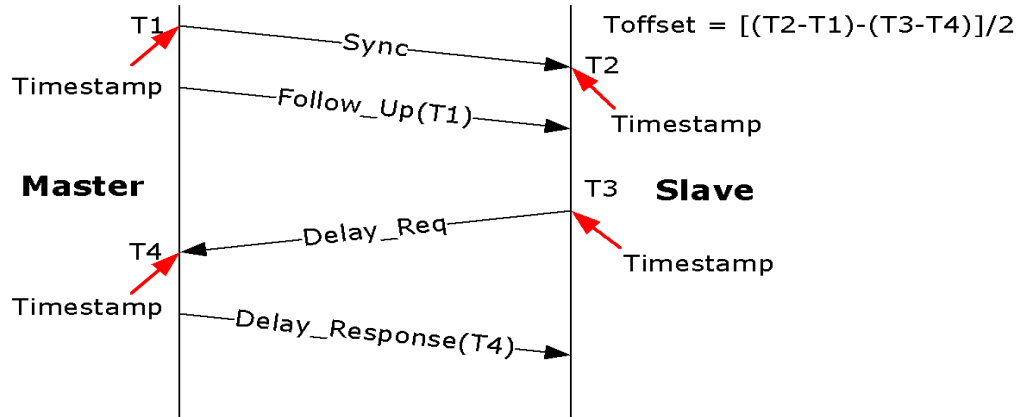 T1
Toffset = [(T2-T1)-(T3-T4)]/2
Sync
T2
Timestamp
Follow_Up(T1)
Timestamp
Master
T3
Slave
Delay_Req
T4
Timestamp
Timestamp
Delay_Response(T4)